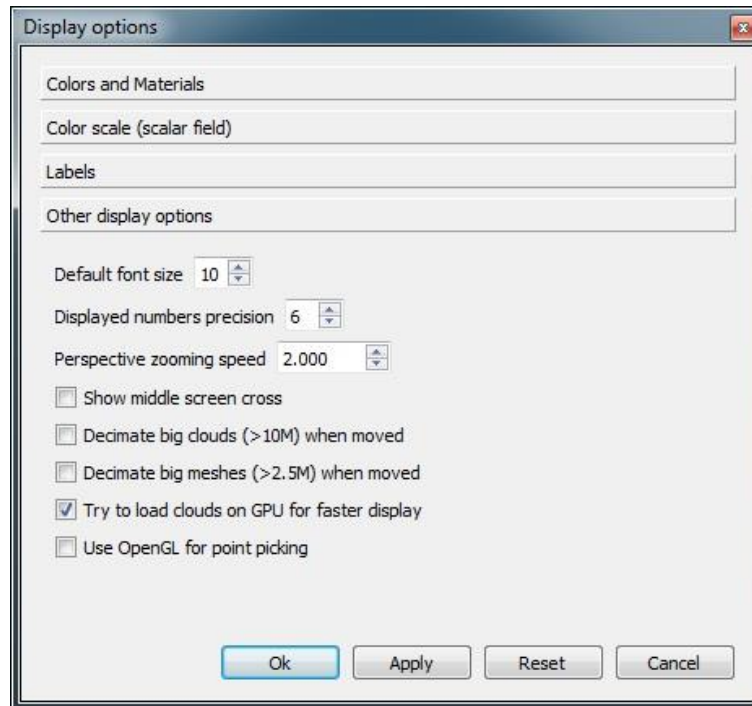 Display options
Colors and Materials
Color scale (scalar field)
Labels
Other display options
Default font size 10
Displayed numbers precision 6
Perspective zooming speed 2.000
Show middle screen cross
Decimate big clouds (>10M) when moved
Decimate big meshes (>2.5M) when moved
Try to load clouds on GPU for faster display
Use OpenGL for point picking
Ok Apply Reset Cancel